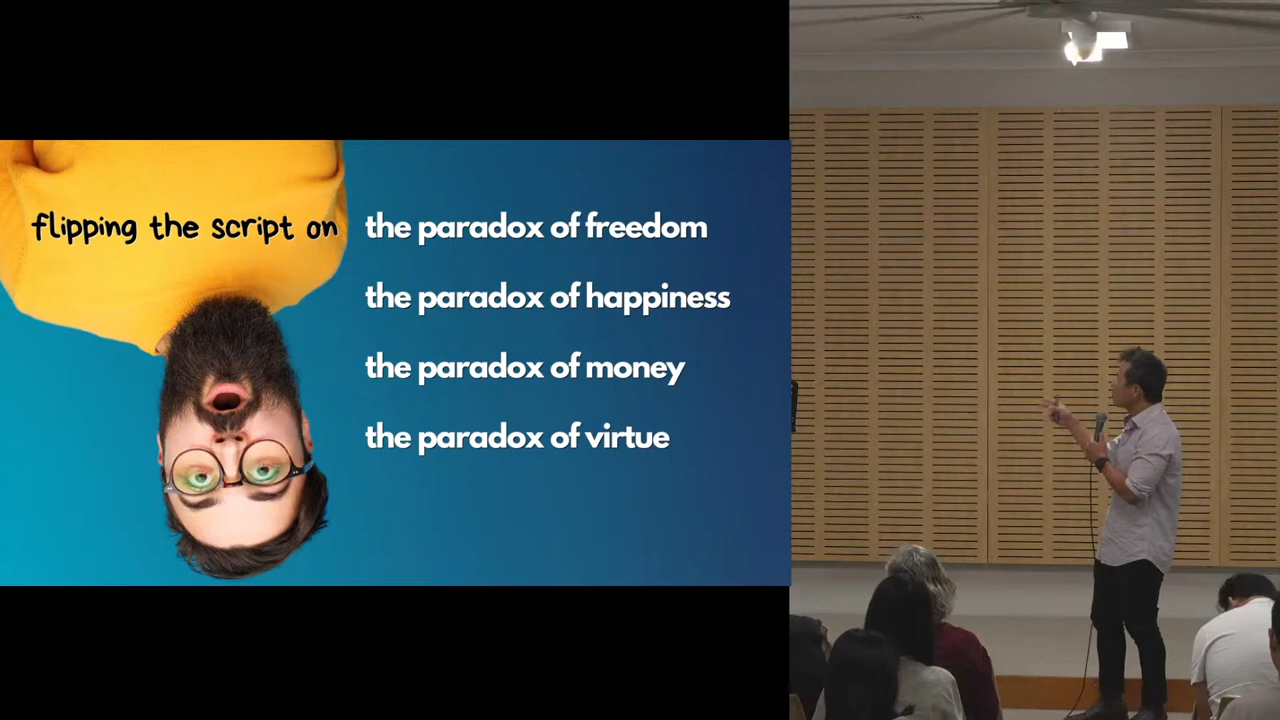 flipping the script on the paradox of freedom
the paradox of happiness
the paradox of money
the paradox of virtue